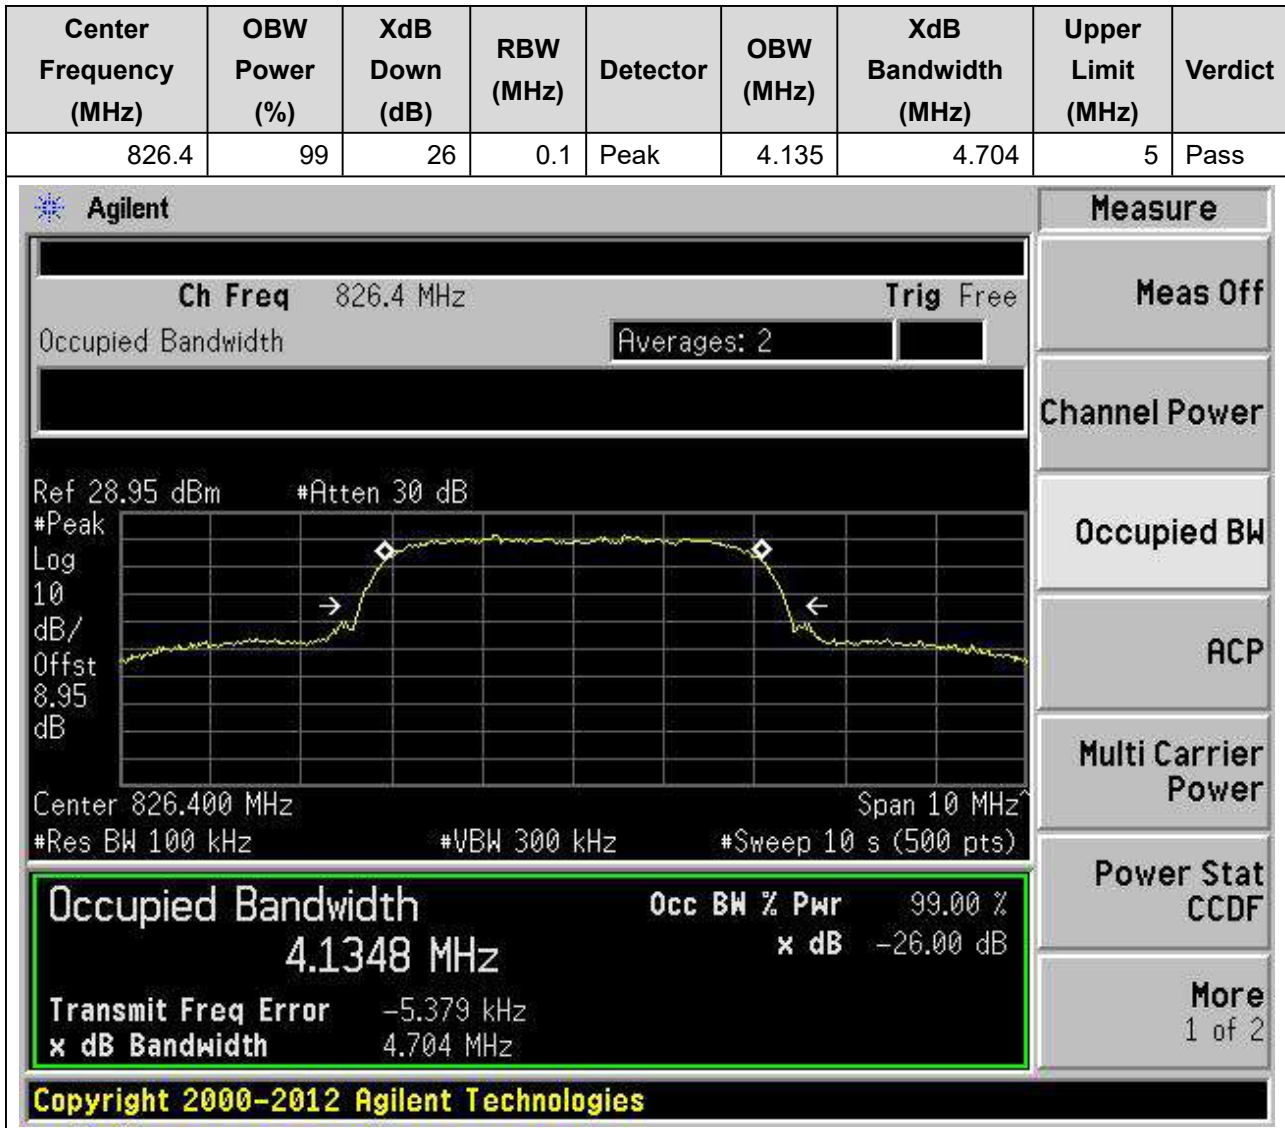 Center Frequency (MHz) OBW Power (%) XdB Down (dB) RBW (MHz) Detector OBW (MHz) XdB Bandwidth (MHz) Upper Limit (MHz) Verdict
826.4 99 26 0.1 Peak 4.135 4.704 5 Pass
Agilent
Measure
Ch Freq 826.4 MHz Trig Free
Occupied Bandwidth
Averages: 2
Ref 28.95 dBm #Atten 30 dB
#Peak
Log
10
dB/
Offst
8.95
dB
Center 826.400 MHz Span 10 MHz^
#Res BW 100 kHz #VBW 300 kHz #Sweep 10 s (500 pts)
Occupied Bandwidth
4.1348 MHz
Occ BW % Pwr 99.00 %
x dB -26.00 dB
Transmit Freq Error -5.379 kHz
x dB Bandwidth 4.704 MHz
Meas Off
Channel Power
Occupied BW
ACP
Multi Carrier
Power
Power Stat
CCDF
More
1 of 2
Copyright 2000-2012 Agilent Technologies